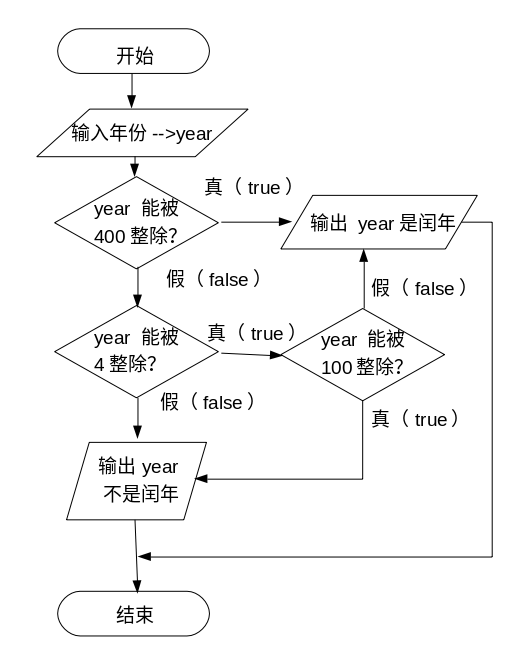 开始
输入年份 -->year
真（ true ）
year 能被
400 整除?
输出 year 是闰年
假（ false ）
假（ false ）
year 能被
4 整除?
真（ true ）
year 能被
100 整除?
假（ false ）
真（ true ）
输出 year
不是闰年
结束